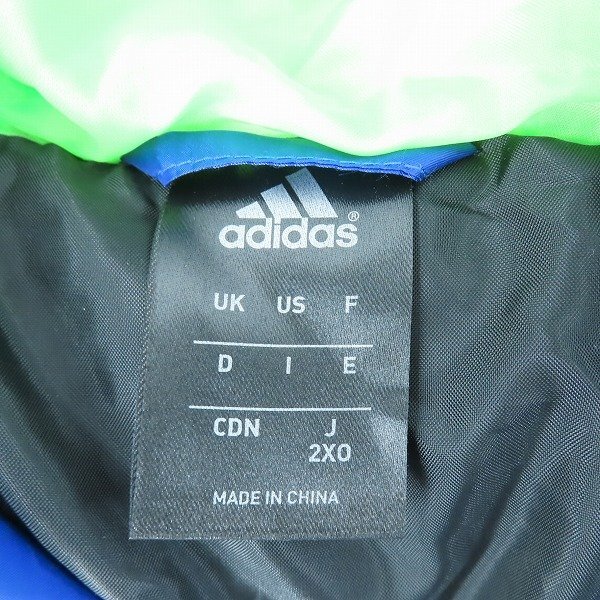 adidas®
UK US F
D I E
CDN J
2XO
MADE IN CHINA